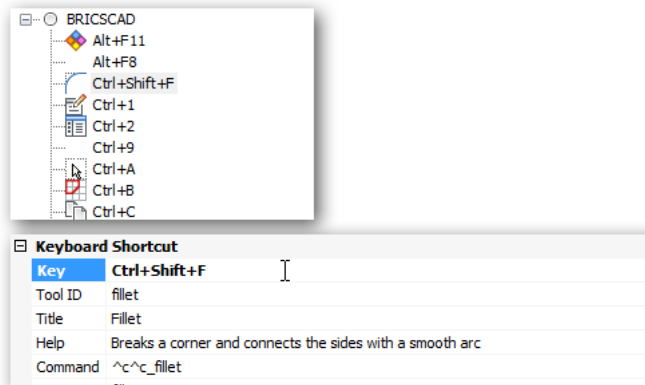 BRICSCAD
Alt+F11
Alt+F8
Ctrl+Shift+F
Ctrl+1
Ctrl+2
Ctrl+9
Ctrl+A
Ctrl+B
Ctrl+C
Keyboard Shortcut
Key Ctrl+Shift+F
Tool ID fillet
Title Fillet
Help Breaks a corner and connects the sides with a smooth arc
Command ^c^c_fillet